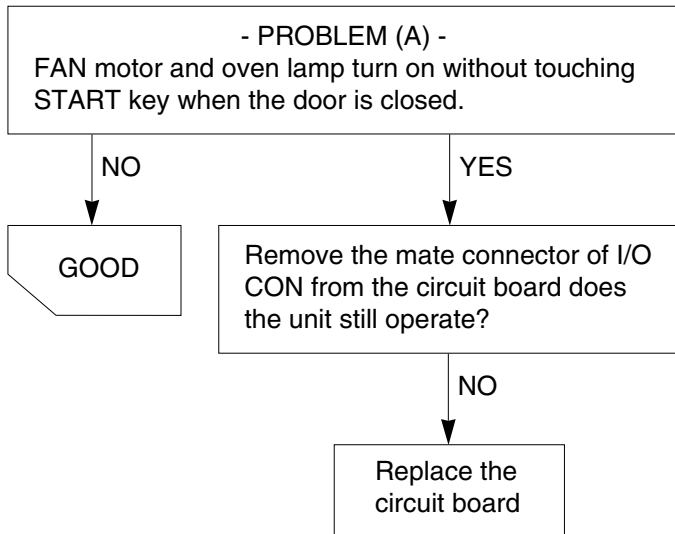 - PROBLEM (A) -
FAN motor and oven lamp turn on without touching
START key when the door is closed.
NO
YES
GOOD
Remove the mate connector of I/O
CON from the circuit board does
the unit still operate?
NO
Replace the
circuit board